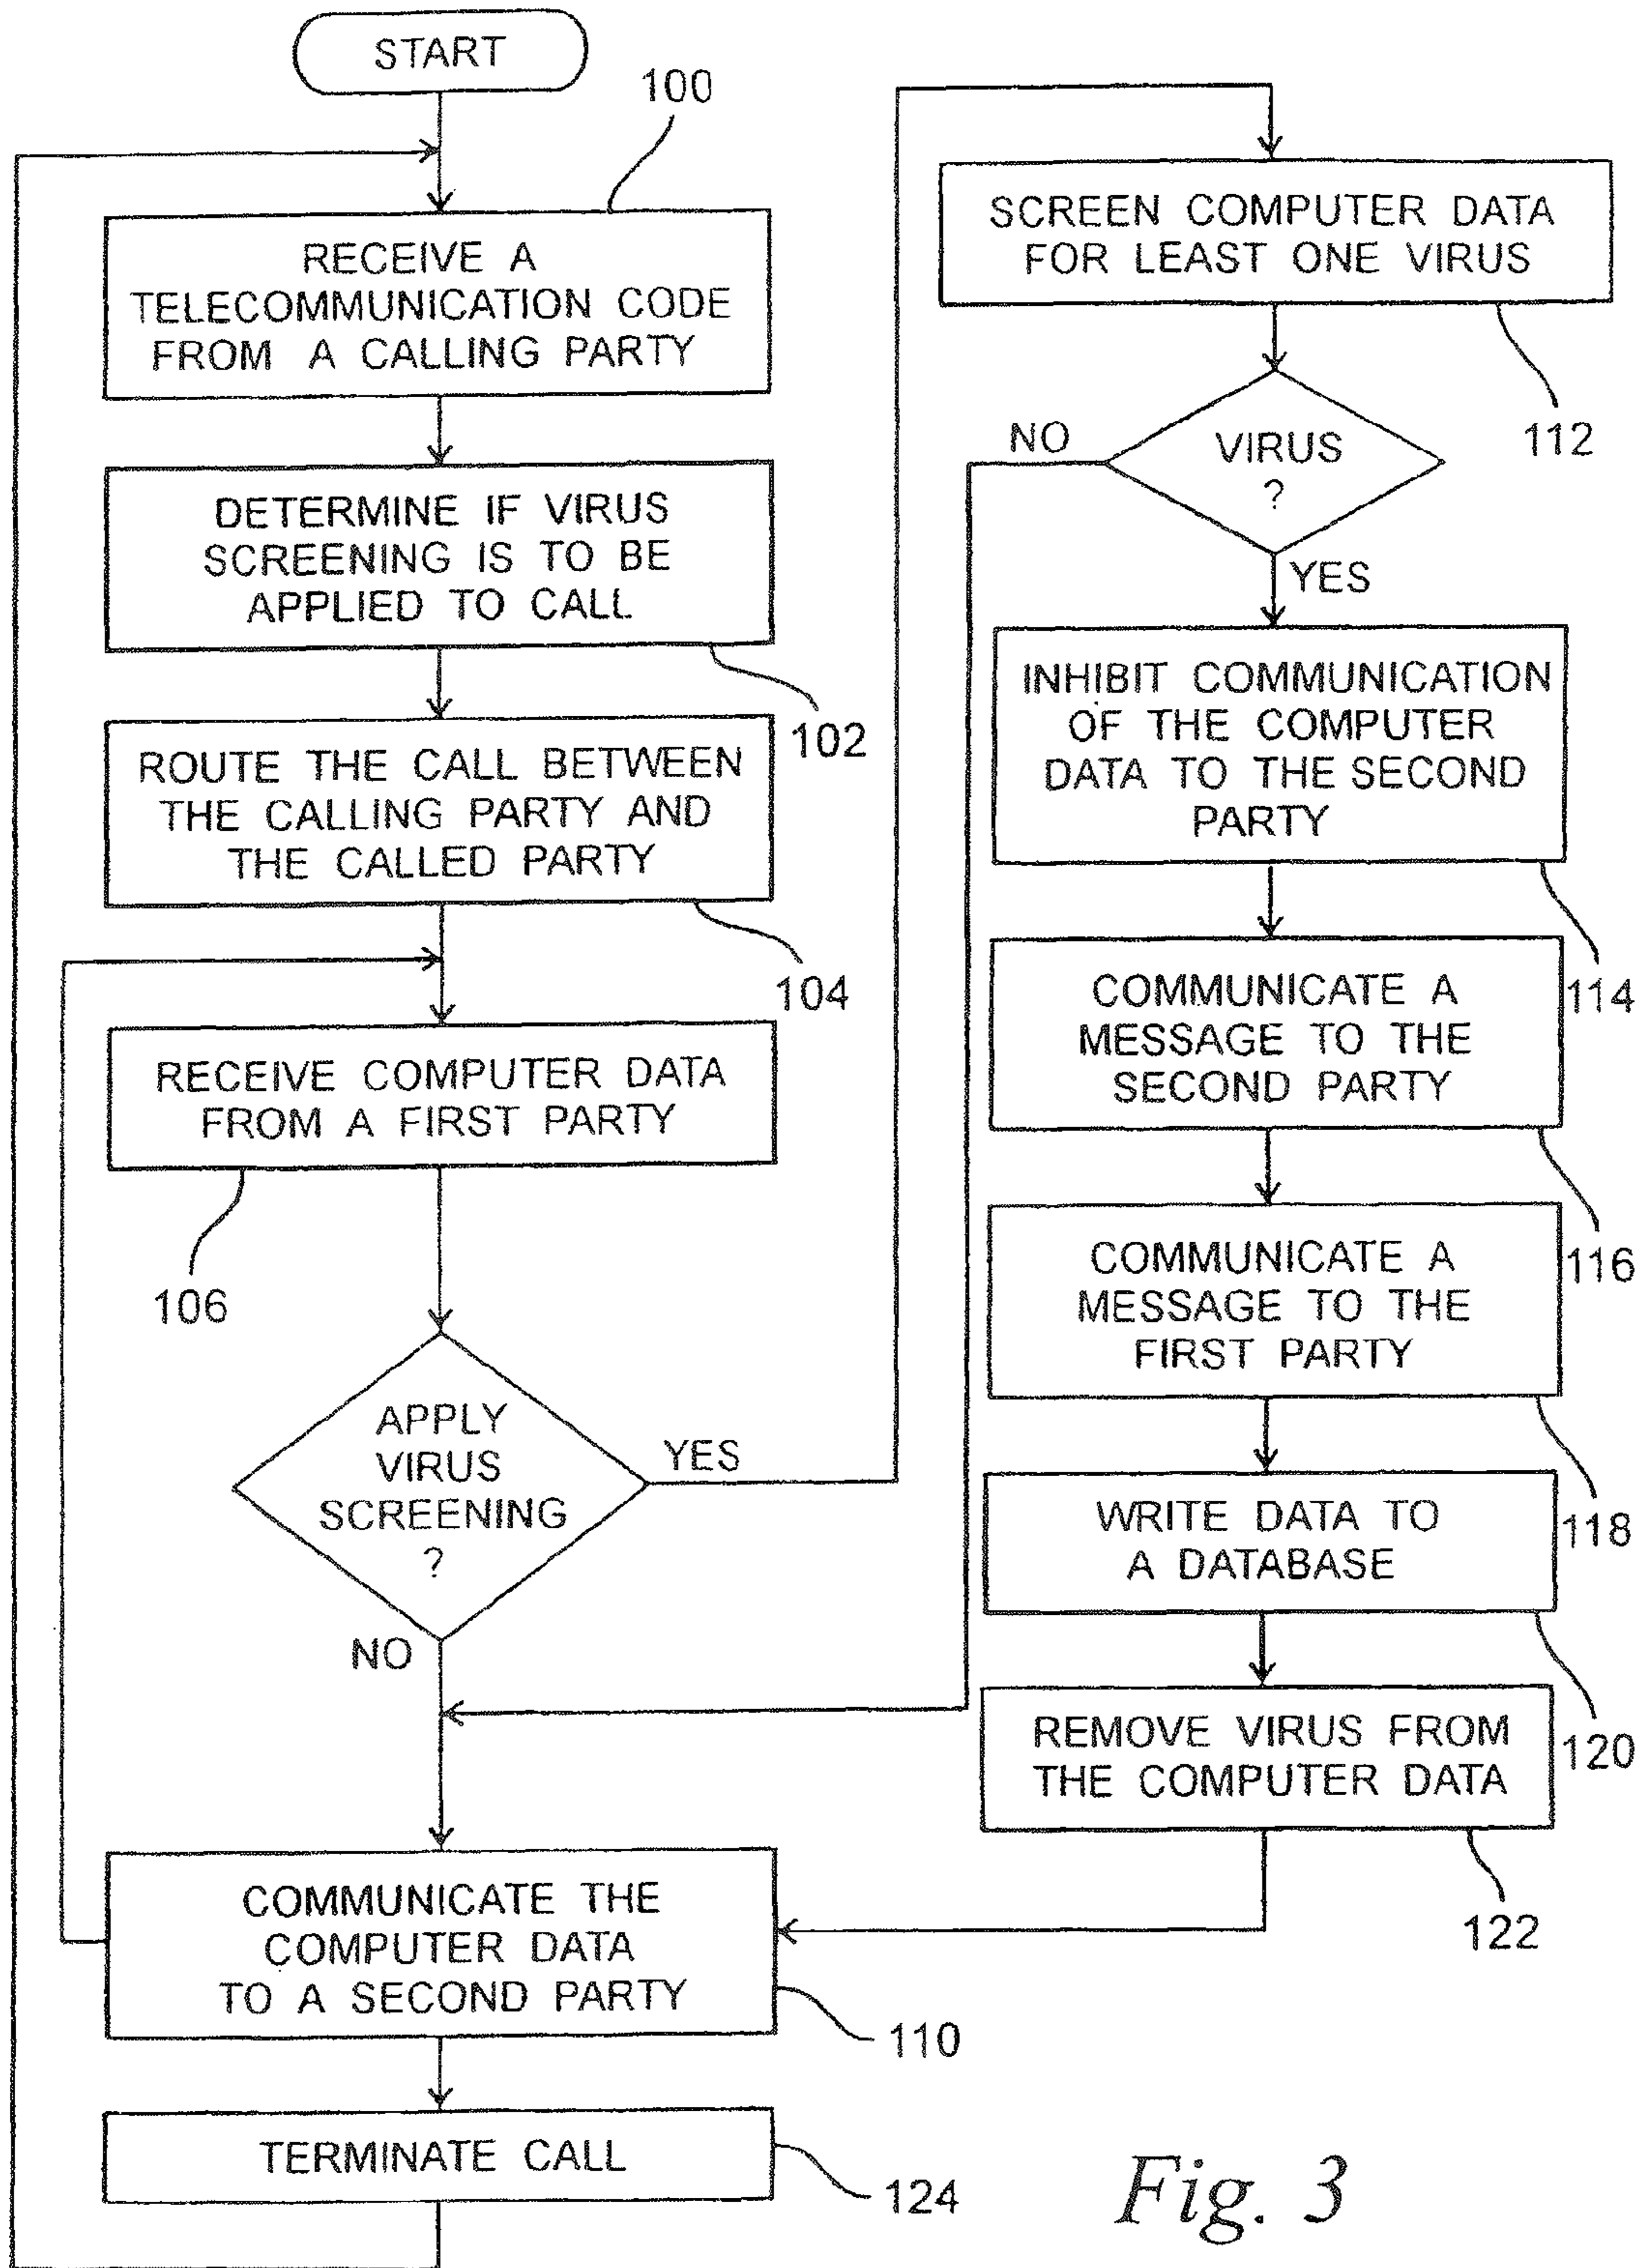 START
100
RECEIVE A
TELECOMMUNICATION CODE
FROM A CALLING PARTY
DETERMINE IF VIRUS
SCREENING IS TO BE
APPLIED TO CALL
102
ROUTE THE CALL BETWEEN
THE CALLING PARTY AND
THE CALLED PARTY
104
RECEIVE COMPUTER DATA
FROM A FIRST PARTY
106
APPLY
VIRUS
SCREENING
?
YES
NO
COMMUNICATE THE
COMPUTER DATA
TO A SECOND PARTY
110
TERMINATE CALL
124
SCREEN COMPUTER DATA
FOR LEAST ONE VIRUS
112
VIRUS
?
NO
YES
INHIBIT COMMUNICATION
OF THE COMPUTER
DATA TO THE SECOND
PARTY
114
COMMUNICATE A
MESSAGE TO THE
SECOND PARTY
116
COMMUNICATE A
MESSAGE TO THE
FIRST PARTY
118
WRITE DATA TO
A DATABASE
120
REMOVE VIRUS FROM
THE COMPUTER DATA
122
Fig. 3